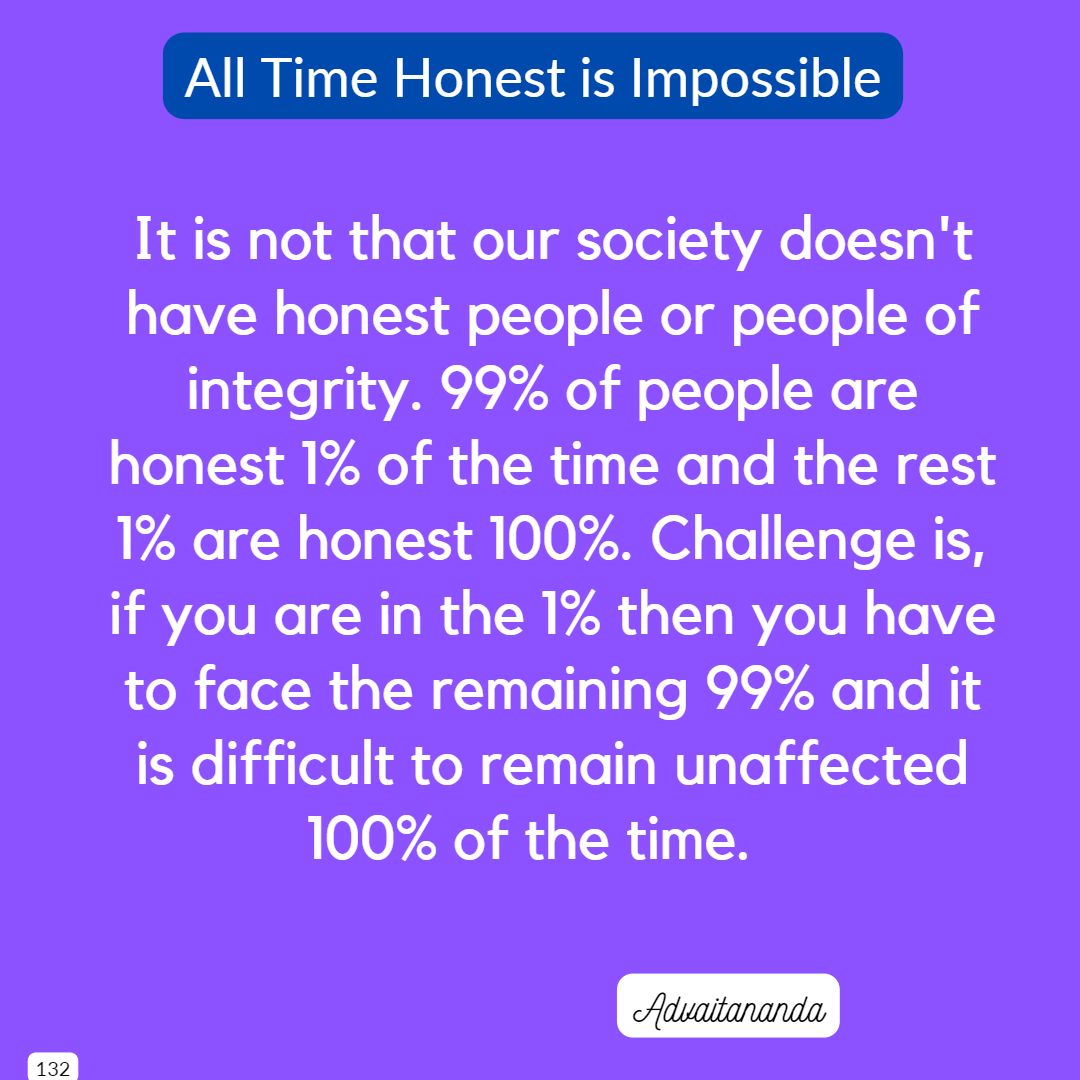 All Time Honest is Impossible
It is not that our society doesn't
have honest people or people of
integrity. 99% of people are
honest 1% of the time and the rest
1% are honest 100%. Challenge is,
if you are in the 1% then you have
to face the remaining 99% and it
is difficult to remain unaffected
100% of the time.
Advaitananda
132